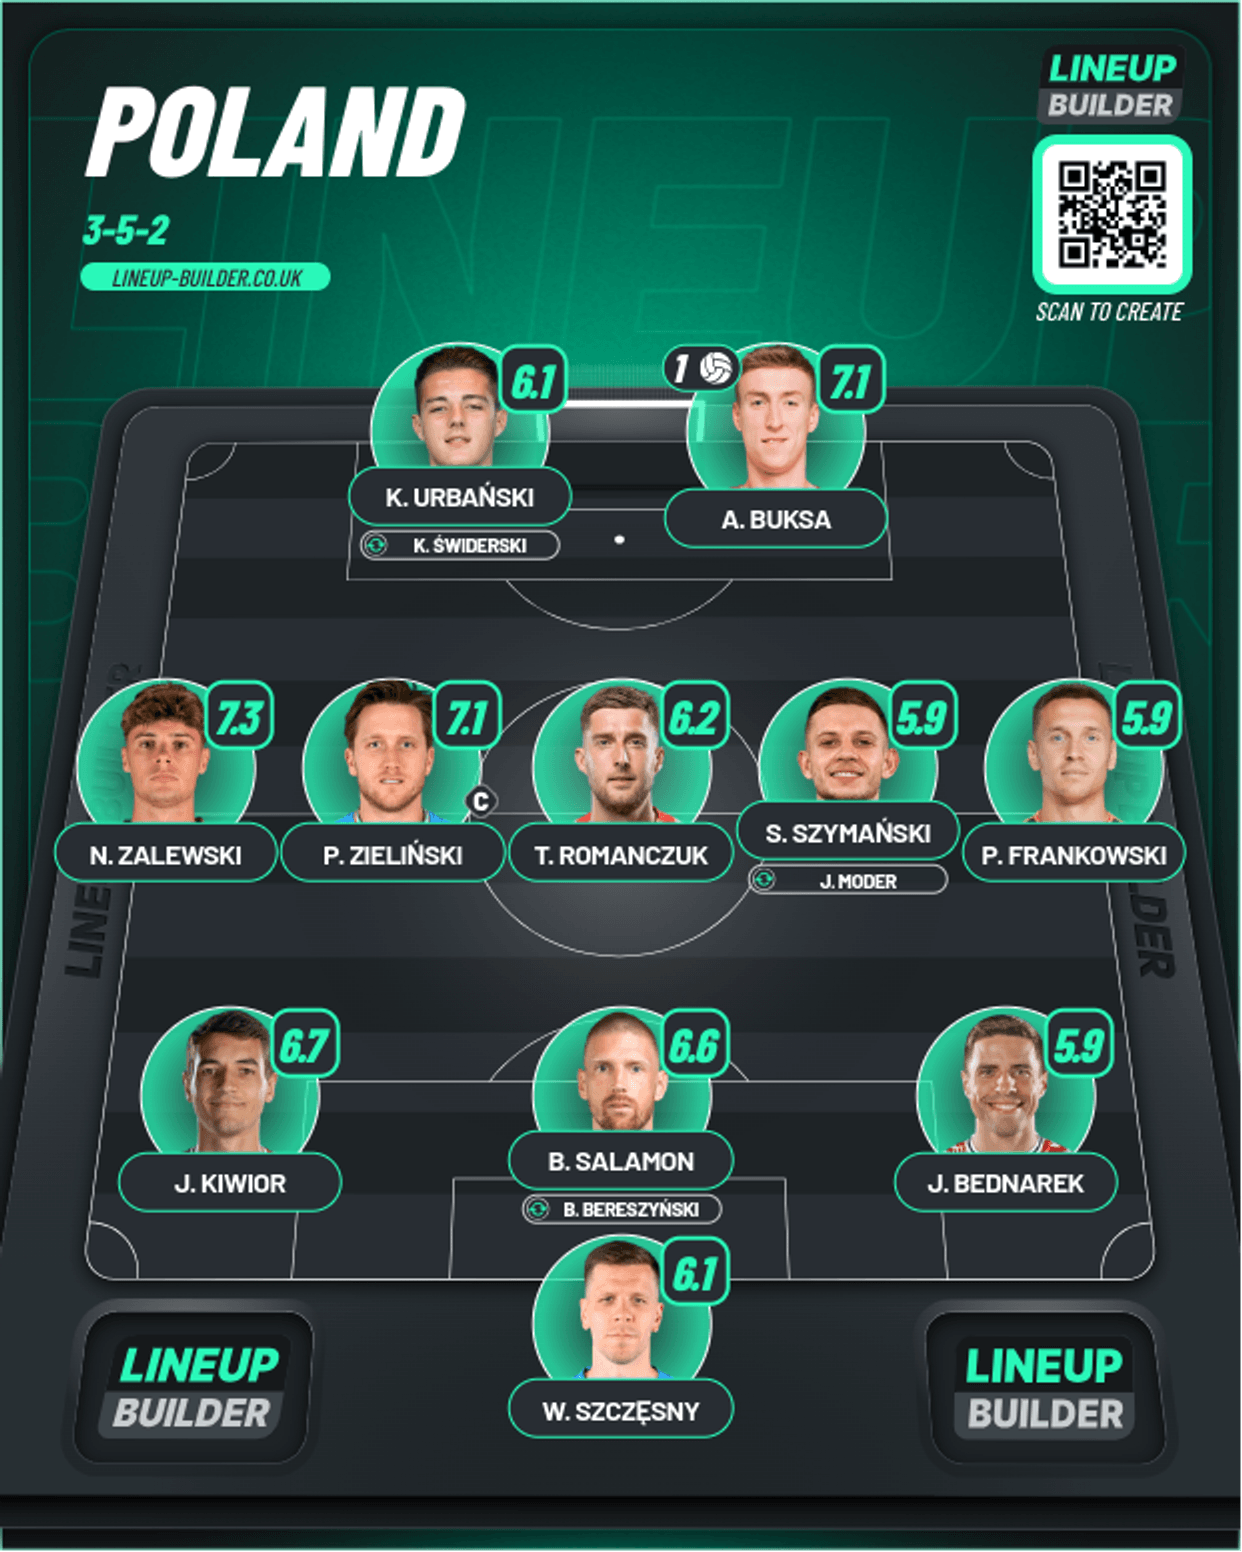 POLAND
3-5-2
LINEUP-BUILDER.CO.UK
LINEUP
BUILDER
SCAN TO CREATE
6.1
1
7.1
K. URBAŃSKI
A. BUKSA
K. ŚWIDERSKI
7.3
7.1
6.2
5.9
5.9
C
N. ZALEWSKI
P. ZIELIŃSKI
T. ROMANCZUK
S. SZYMAŃSKI
P. FRANKOWSKI
J. MODER
6.7
6.6
5.9
J. KIWIOR
B. SALAMON
J. BEDNAREK
B. BERESZYŃSKI
6.1
W. SZCZĘSNY
LINEUP
BUILDER
LINEUP
BUILDER